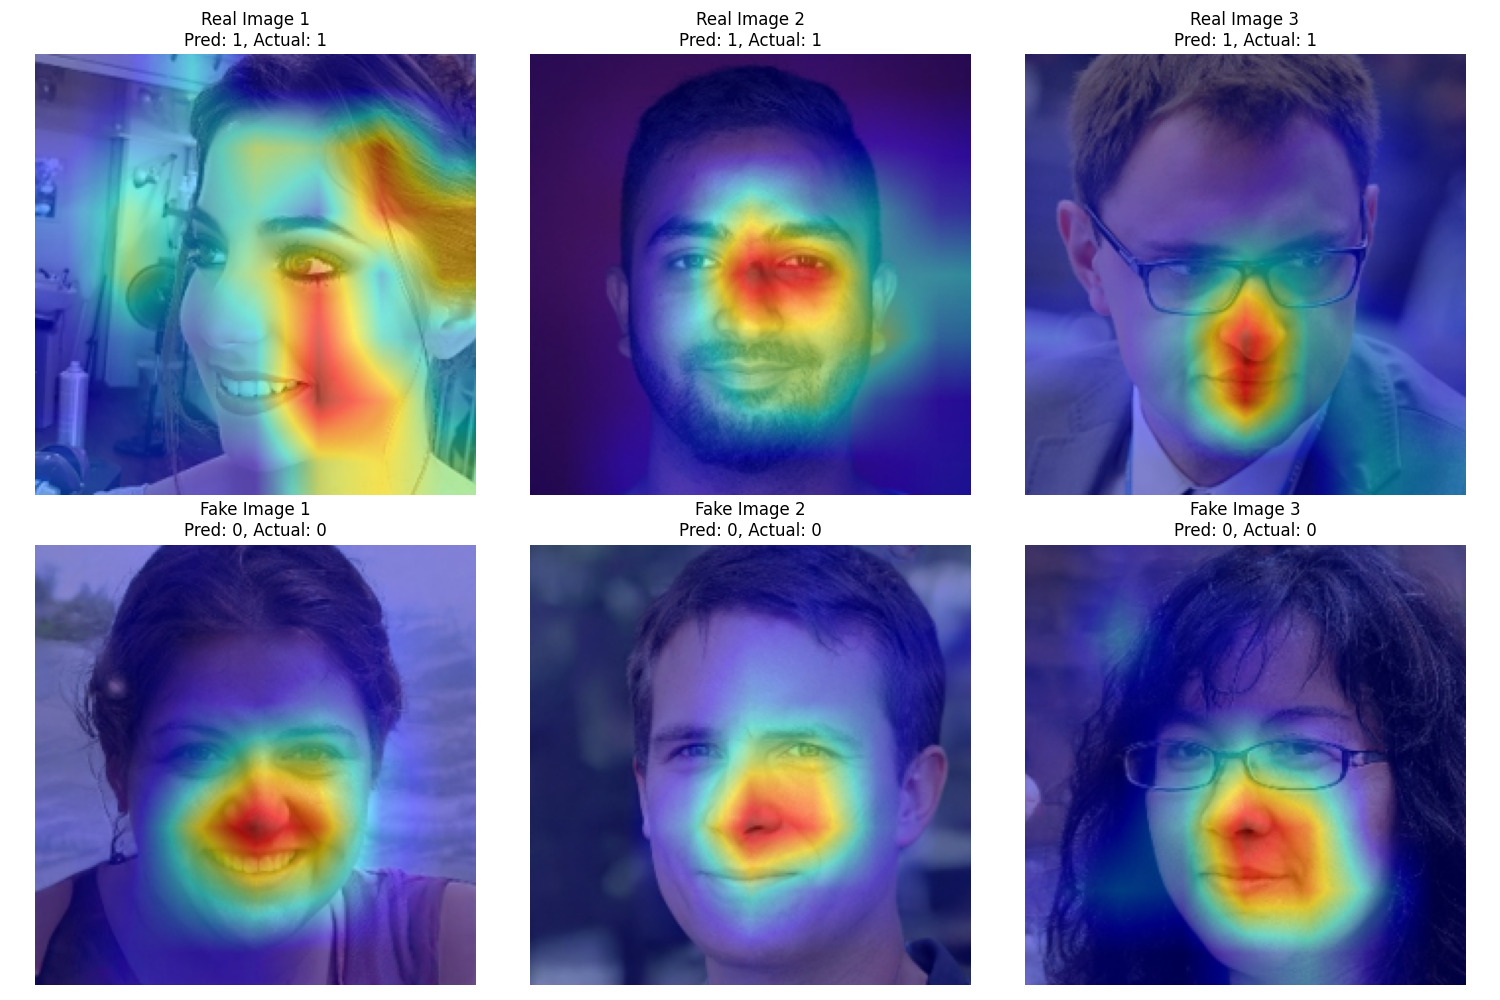 Real Image 1
Pred: 1, Actual: 1
Real Image 2
Pred: 1, Actual: 1
Real Image 3
Pred: 1, Actual: 1
Fake Image 1
Pred: 0, Actual: 0
Fake Image 2
Pred: 0, Actual: 0
Fake Image 3
Pred: 0, Actual: 0